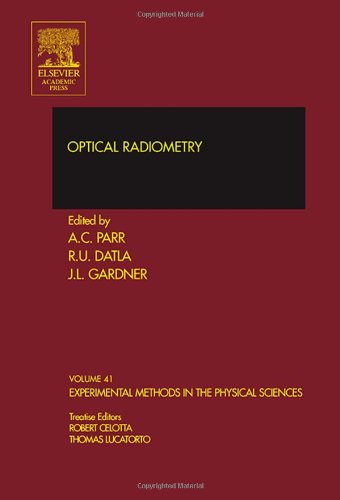 ELSEVIER
ACADEMIC
PRESS
OPTICAL RADIOMETRY
Edited by
A.C. PARR
R.U. DATLA
J.L. GARDNER
VOLUME 41
EXPERIMENTAL METHODS IN THE PHYSICAL SCIENCES
Treatise Editors
ROBERT CELOTTA
THOMAS LUCATORTO